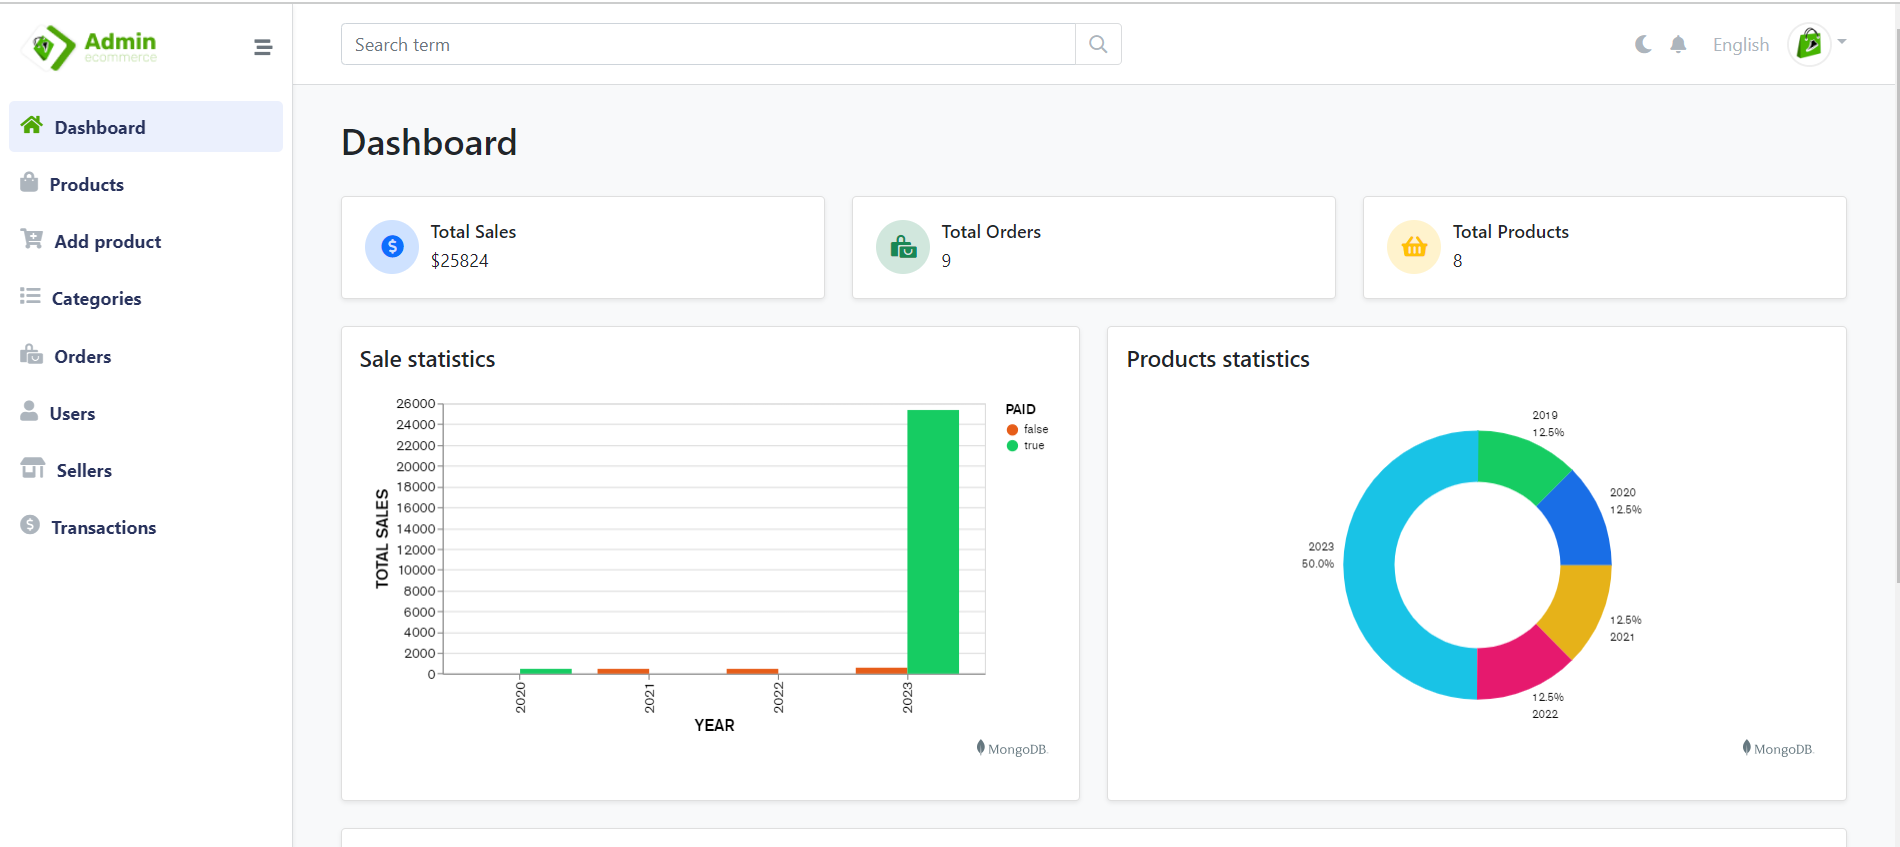 Admin
ecommerce
Search term
English
Dashboard
Products
Add product
Categories
Orders
Users
Sellers
Transactions
Dashboard
Total Sales
$25824
Total Orders
9
Total Products
8
Sale statistics
TOTAL SALES
26000
24000
22000
20000
18000
16000
14000
12000
10000
8000
6000
4000
2000
0
2020
2021
2022
2023
YEAR
PAID
false
true
MongoDB.
Products statistics
2019
12.5%
2020
12.5%
2023
50.0%
12.5%
2021
12.5%
2022
MongoDB.